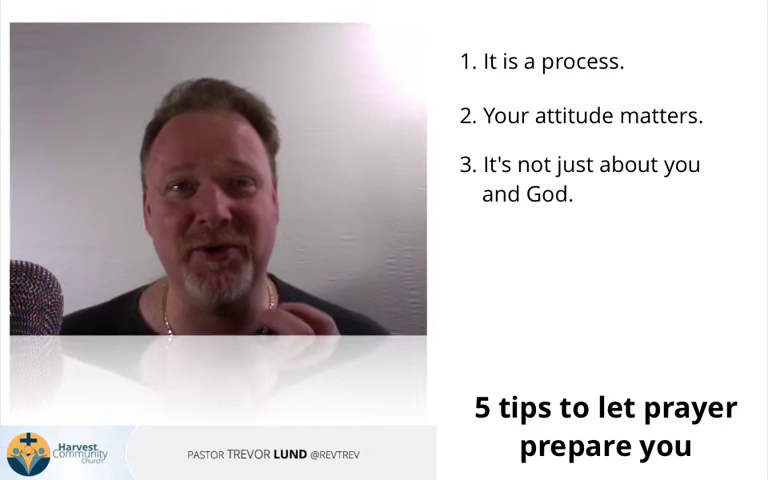 1. It is a process.
2. Your attitude matters.
3. It's not just about you
and God.
5 tips to let prayer
prepare you
Harvest
Community
Church
PASTOR TREVOR LUND @REVTREV